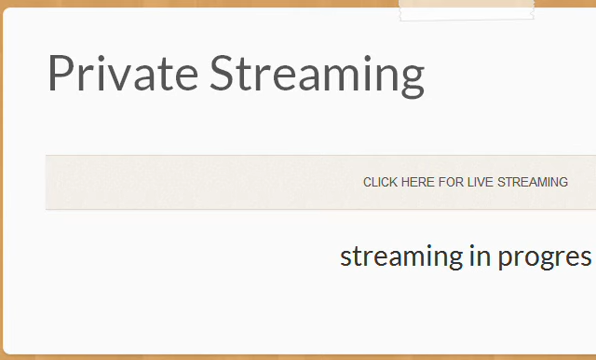 Private Streaming
CLICK HERE FOR LIVE STREAMING
streaming in progres